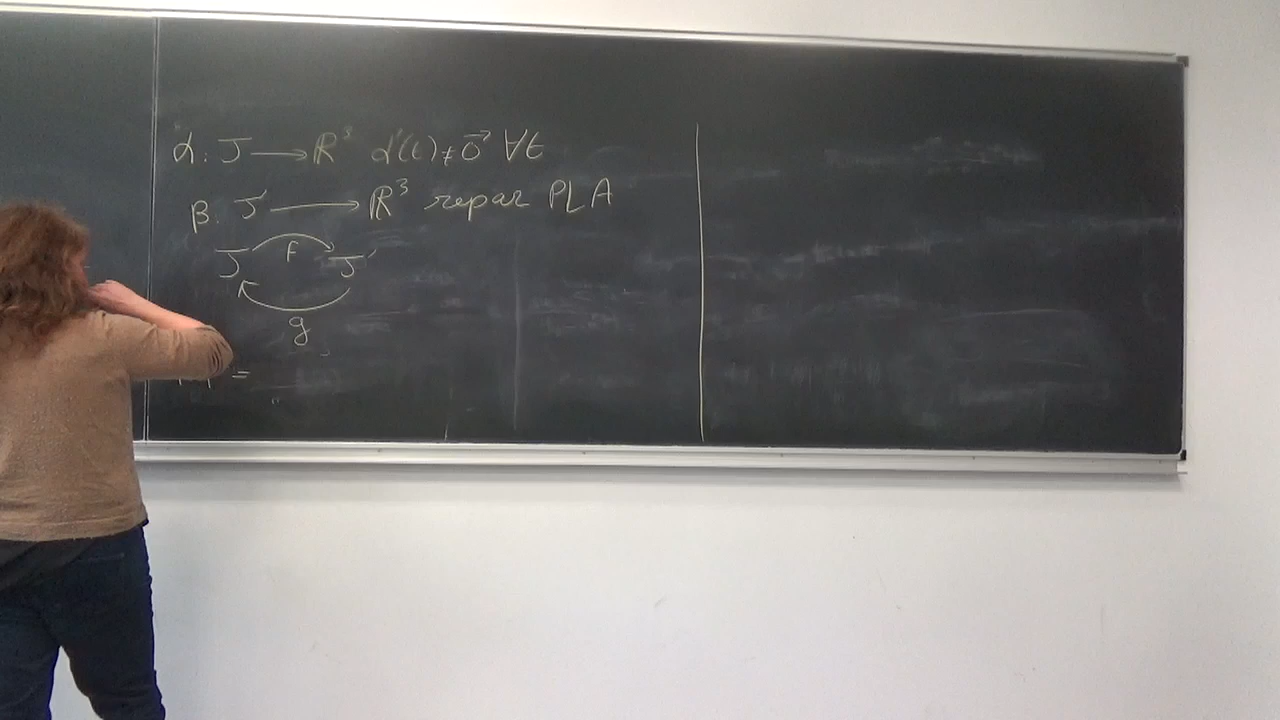 α: J → ℝ³ α'(t) ≠ 0⃗ ∀t
β: J' → ℝ³ repar PLA
J F J'
g
=